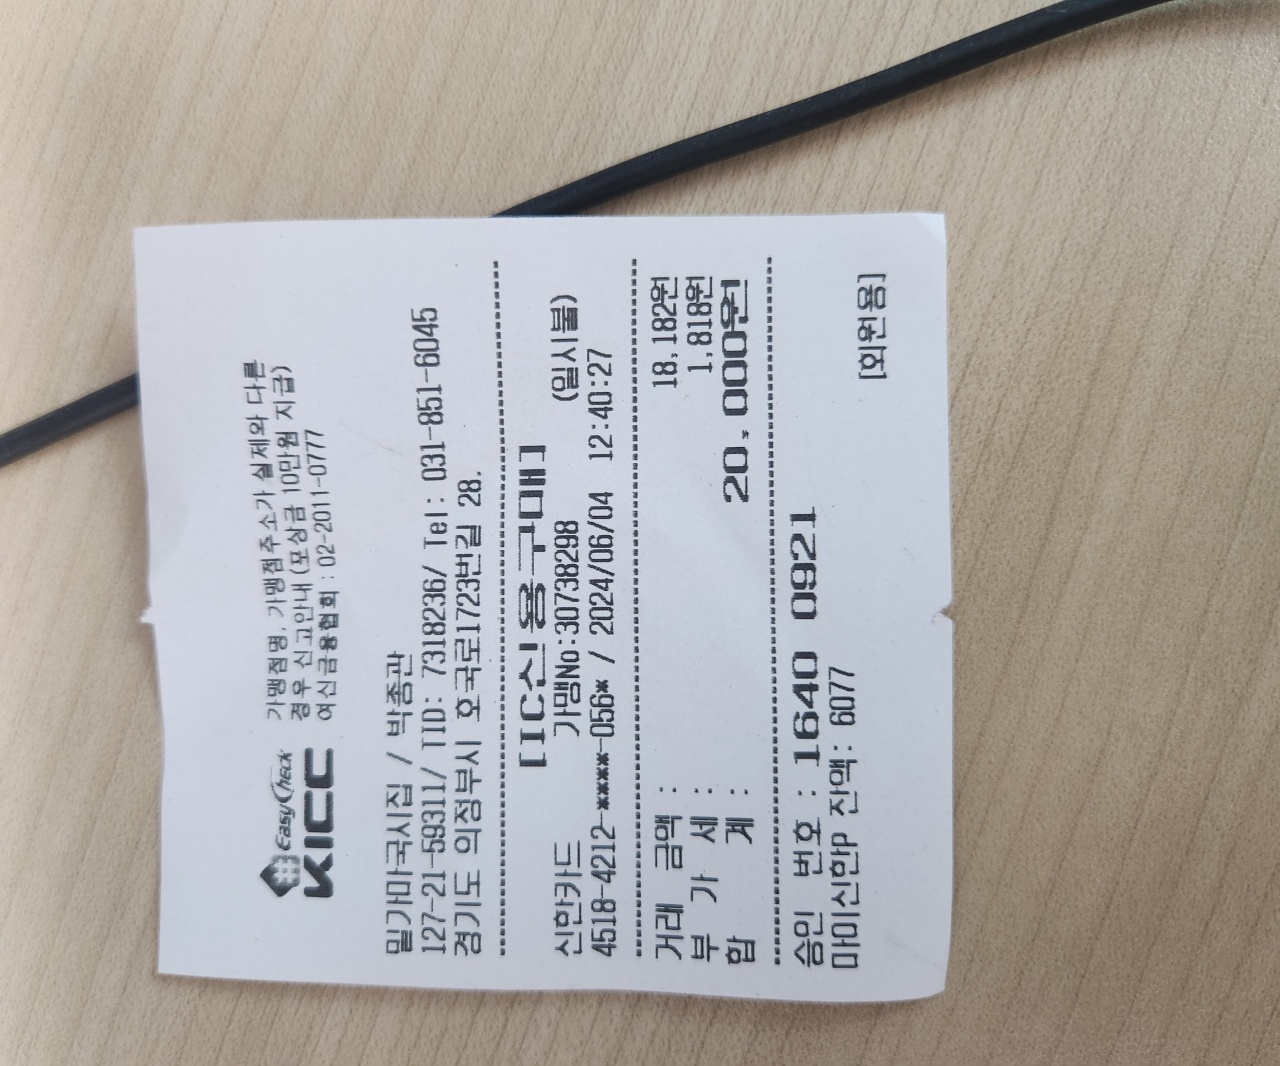 EasyCheck
KICC
가맹점명, 가맹점주소가 실제와 다른
경우 신고안내 (포상금 10만원 지급)
여신금융협회 : 02-2011-0777
밀가마국시집 / 박종관
127-21-59311/ TID: 7318236/ Tel: 031-851-6045
경기도 의정부시 호국로1723번길 28.
[IC신용구매]
신한카드 가맹No:30738298 (일시불)
4518-4212-****-056* / 2024/06/04 12:40:27
거래 금액 : 18,182원
부 가 세 : 1,818원
합 계 : 20,000원
승인 번호 : 1640 0921
마이신한P 잔액: 6077
[회원용]